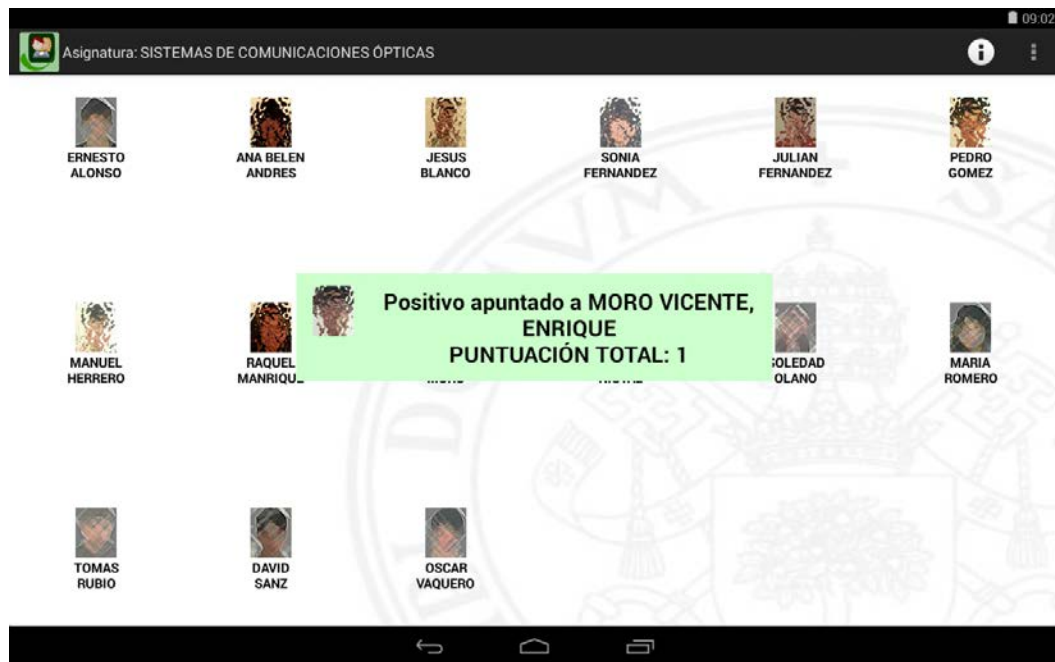 09:02
Asignatura: SISTEMAS DE COMUNICACIONES ÓPTICAS
ERNESTO
ALONSO
ANA BELEN
ANDRES
JESUS
BLANCO
SONIA
FERNANDEZ
JULIAN
FERNANDEZ
PEDRO
GOMEZ
Positivo apuntado a MORO VICENTE,
ENRIQUE
PUNTUACIÓN TOTAL: 1
MANUEL
HERRERO
RAQUEL
SOLEDAD
OLANO
MARIA
ROMERO
TOMAS
RUBIO
DAVID
SANZ
OSCAR
VAQUERO